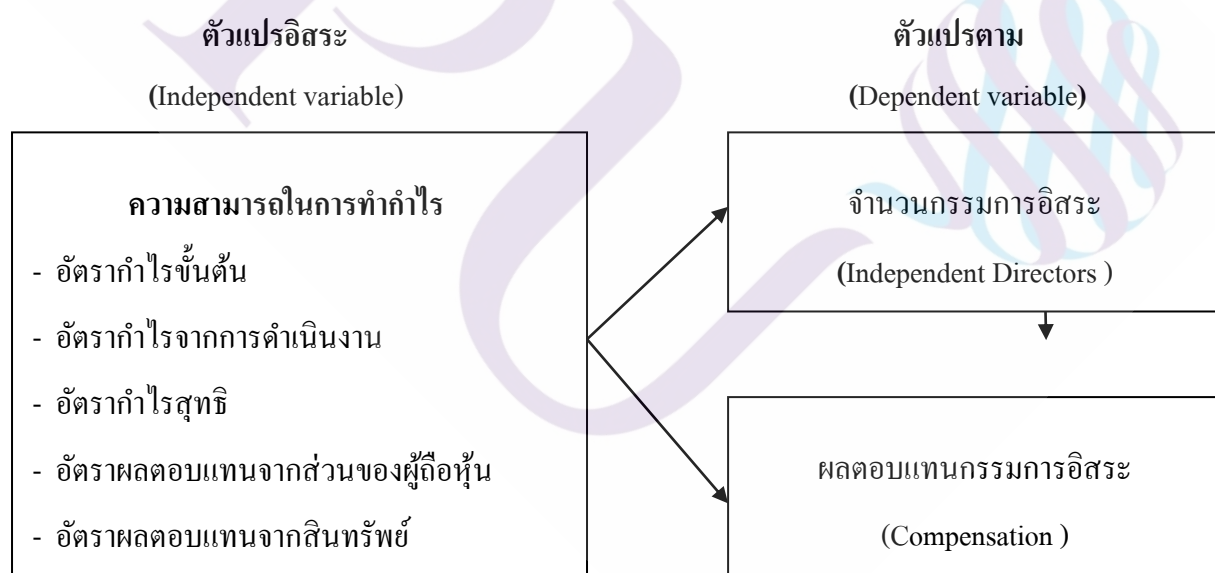 ตัวแปรอิสระ
(Independent variable)
ความสามารถในการทำกำไร
- อัตรากำไรขั้นต้น
- อัตรากำไรจากการดำเนินงาน
- อัตรากำไรสุทธิ
- อัตราผลตอบแทนจากส่วนของผู้ถือหุ้น
- อัตราผลตอบแทนจากสินทรัพย์
ตัวแปรตาม
(Dependent variable)
จำนวนกรรมการอิสระ
(Independent Directors )
ผลตอบแทนกรรมการอิสระ
(Compensation )